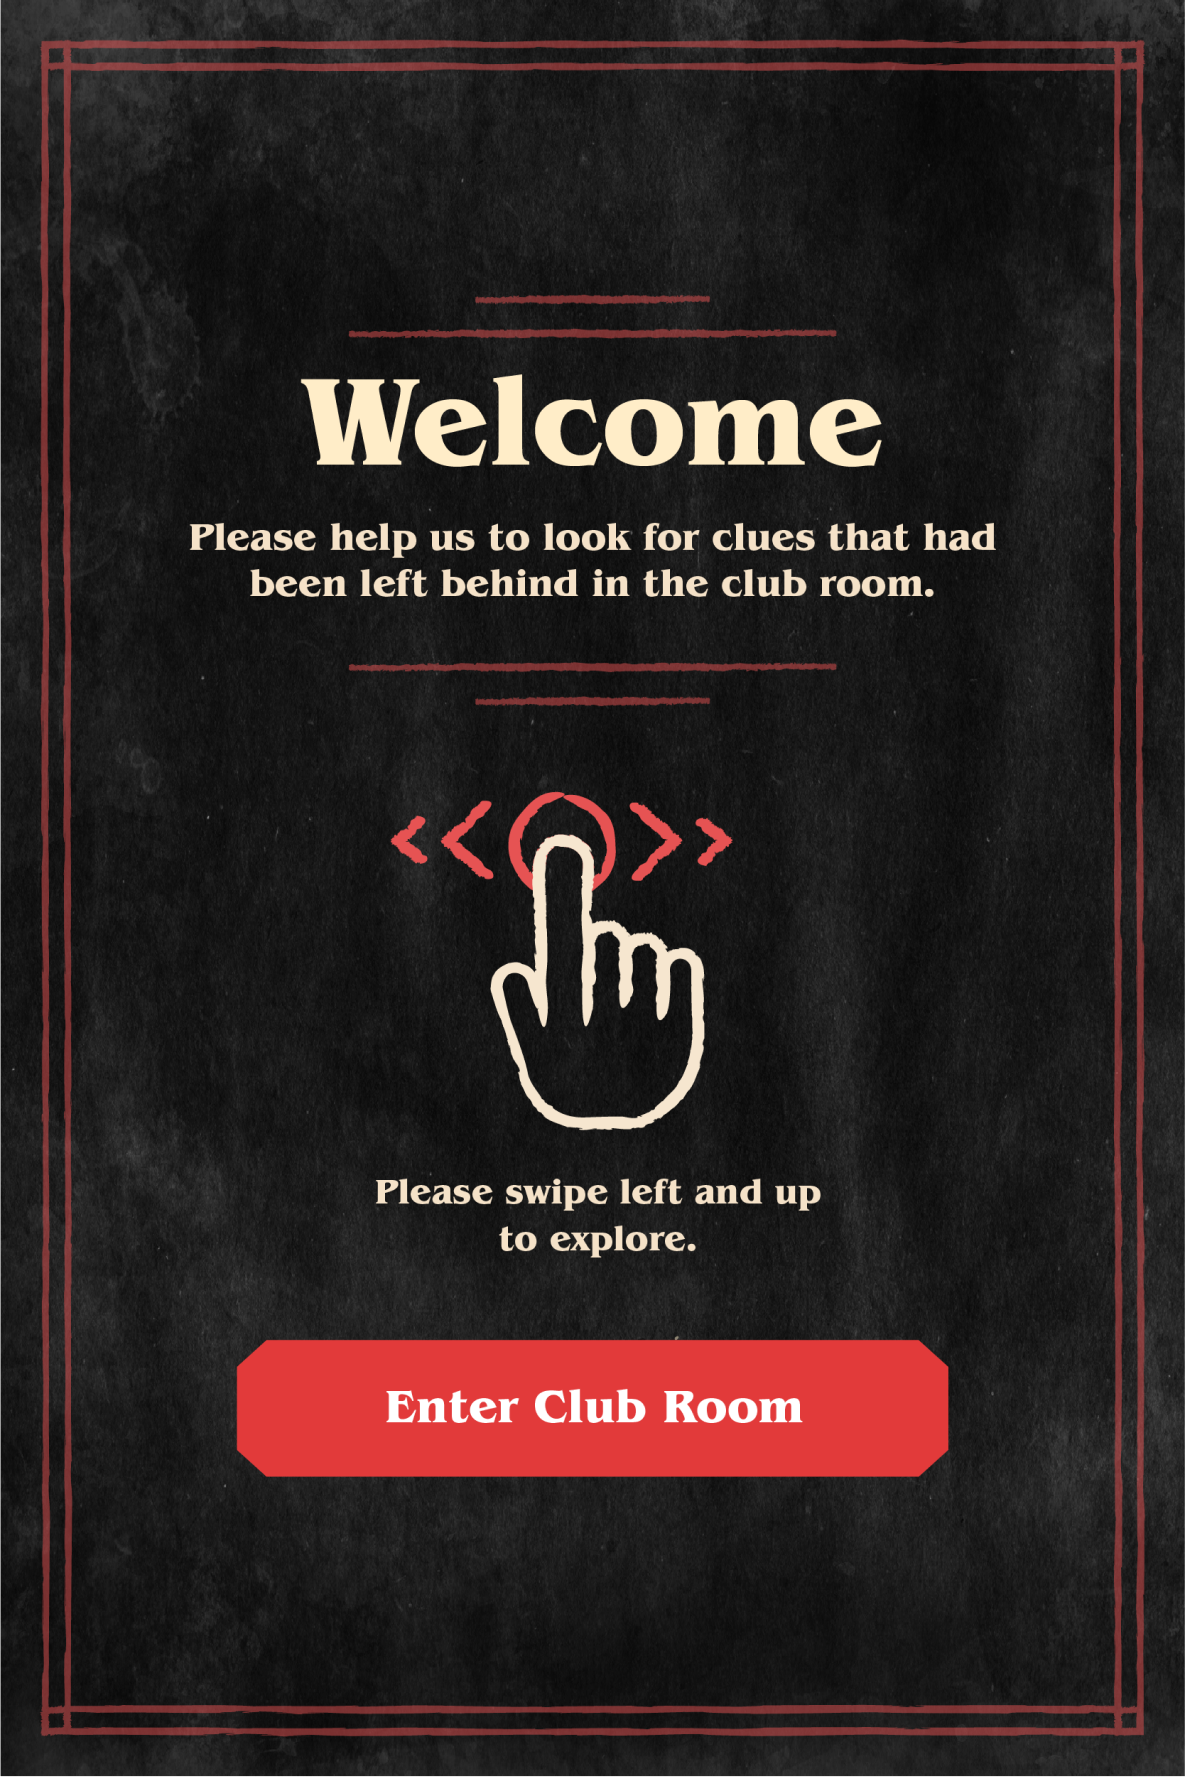 Welcome
Please help us to look for clues that had
been left behind in the club room.
Please swipe left and up
to explore.
Enter Club Room